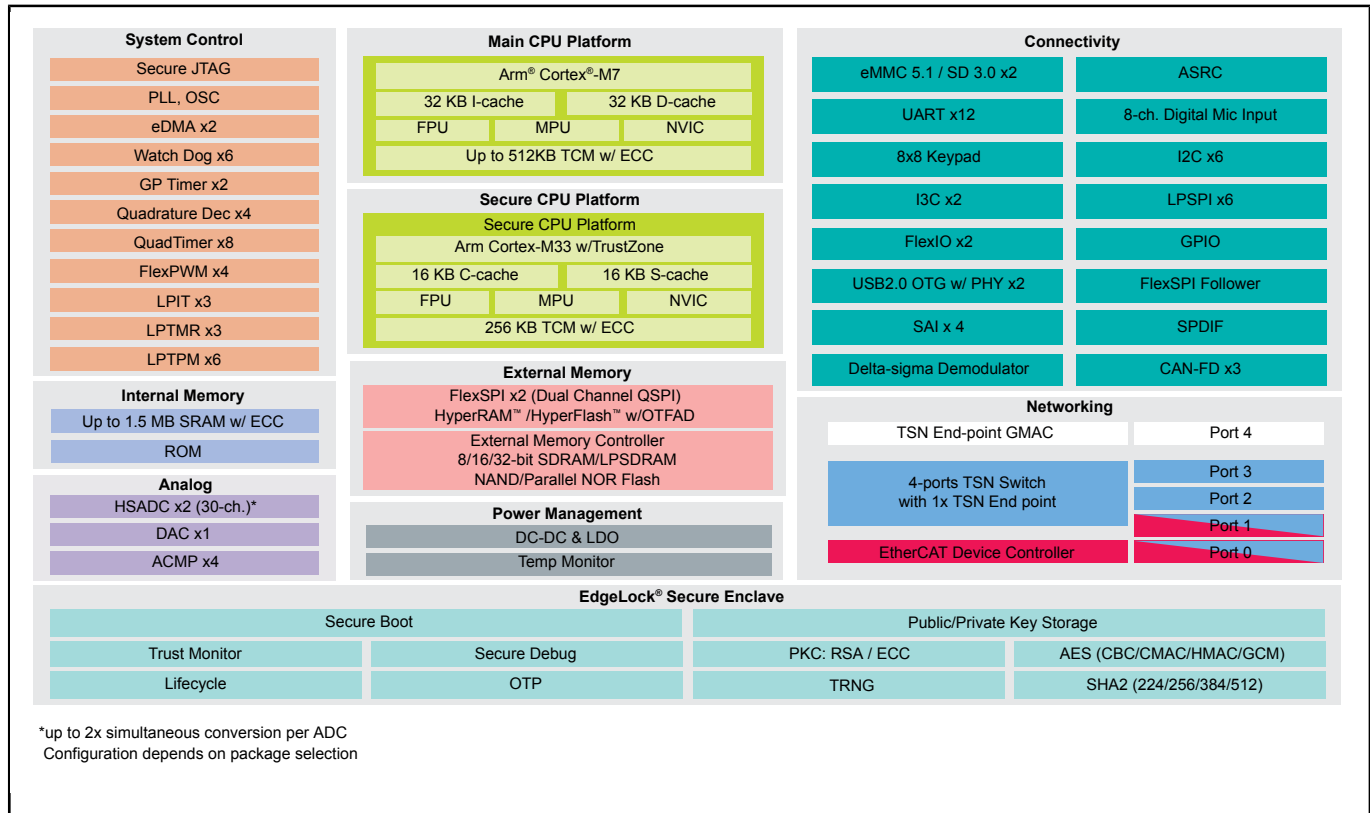 System Control
Secure JTAG
PLL, OSC
eDMA x2
Watch Dog x6
GP Timer x2
Quadrature Dec x4
QuadTimer x8
FlexPWM x4
LPIT x3
LPTMR x3
LPTPM x6
Internal Memory
Up to 1.5 MB SRAM w/ ECC
ROM
Analog
HSADC x2 (30-ch.)*
DAC x1
ACMP x4
Main CPU Platform
Arm® Cortex®-M7
32 KB I-cache
32 KB D-cache
FPU
MPU
NVIC
Up to 512KB TCM w/ ECC
Secure CPU Platform
Secure CPU Platform
Arm Cortex-M33 w/TrustZone
16 KB C-cache
16 KB S-cache
FPU
MPU
NVIC
256 KB TCM w/ ECC
External Memory
FlexSPI x2 (Dual Channel QSPI)
HyperRAM™ /HyperFlash™ w/OTFAD
External Memory Controller
8/16/32-bit SDRAM/LPSDRAM
NAND/Parallel NOR Flash
Power Management
DC-DC & LDO
Temp Monitor
Connectivity
eMMC 5.1 / SD 3.0 x2
ASRC
UART x12
8-ch. Digital Mic Input
8x8 Keypad
I2C x6
I3C x2
LPSPI x6
FlexIO x2
GPIO
USB2.0 OTG w/ PHY x2
FlexSPI Follower
SAI x 4
SPDIF
Delta-sigma Demodulator
CAN-FD x3
Networking
TSN End-point GMAC
Port 4
4-ports TSN Switch
with 1x TSN End point
Port 3
Port 2
Port 1
EtherCAT Device Controller
Port 0
EdgeLock® Secure Enclave
Secure Boot
Public/Private Key Storage
Trust Monitor
Secure Debug
PKC: RSA / ECC
AES (CBC/CMAC/HMAC/GCM)
Lifecycle
OTP
TRNG
SHA2 (224/256/384/512)
*up to 2x simultaneous conversion per ADC
Configuration depends on package selection